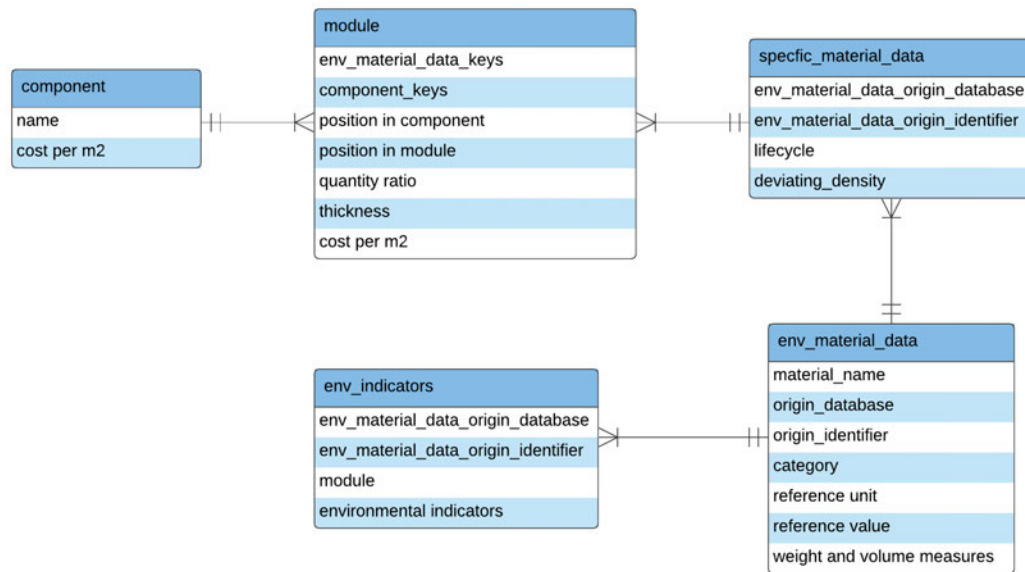 component
name
cost per m2
module
env_material_data_keys
component_keys
position in component
position in module
quantity ratio
thickness
cost per m2
specfic_material_data
env_material_data_origin_database
env_material_data_origin_identifier
lifecycle
deviating_density
env_indicators
env_material_data_origin_database
env_material_data_origin_identifier
module
environmental indicators
env_material_data
material_name
origin_database
origin_identifier
category
reference unit
reference value
weight and volume measures